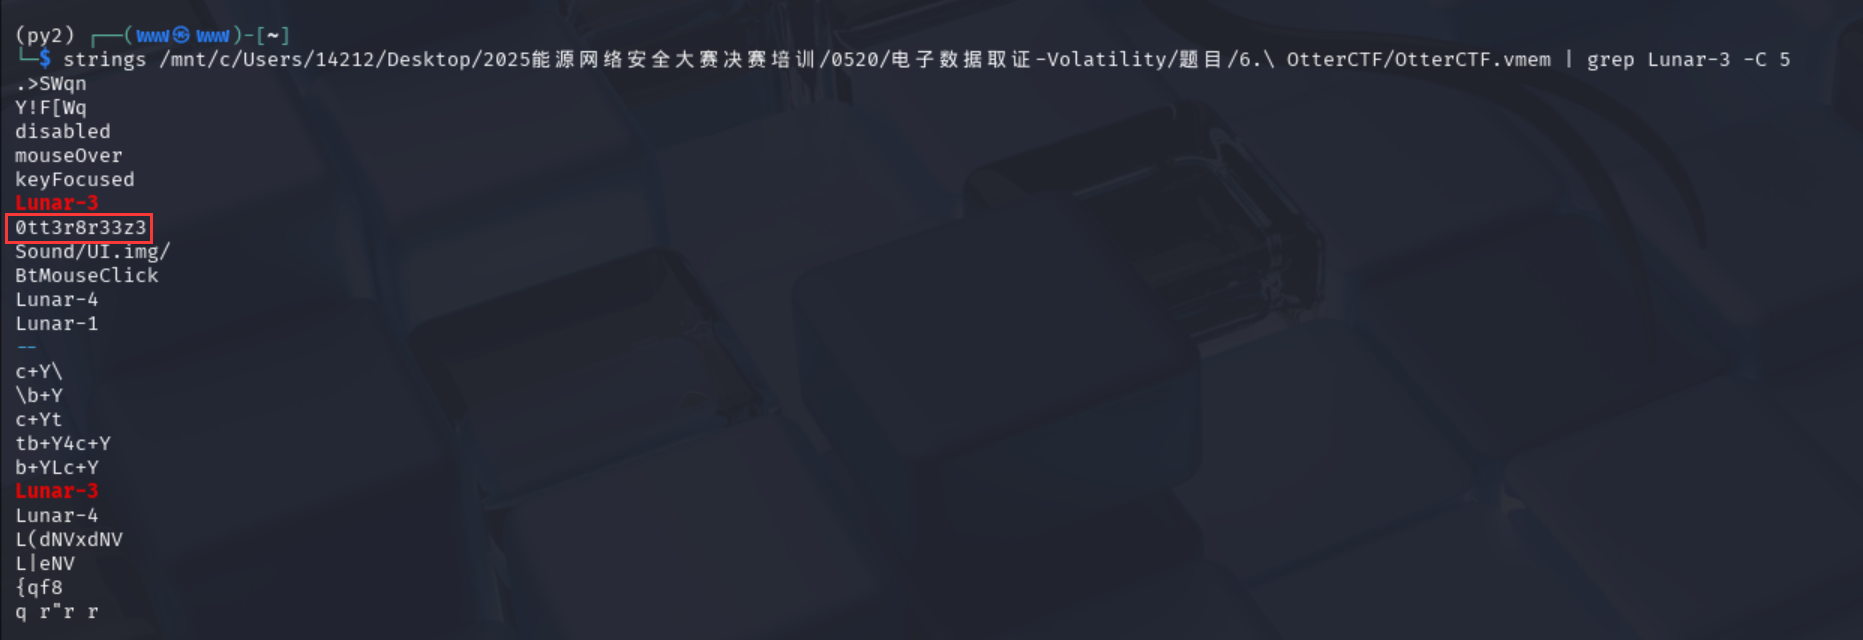 (py2) ┌──(www㉿www)-[~]
└─$ strings /mnt/c/Users/14212/Desktop/2025能源网络安全大赛决赛培训/0520/电子数据取证-Volatility/题目/6.\ OtterCTF/OtterCTF.vmem | grep Lunar-3 -C 5
.>SWqn
Y!F[Wq
disabled
mouseOver
keyFocused
Lunar-3
0tt3r8r33z3
Sound/UI.img/
BtMouseClick
Lunar-4
Lunar-1
--
c+Y\
\b+Y
c+Yt
tb+Y4c+Y
b+YLc+Y
Lunar-3
Lunar-4
L(dNVxdNV
L|eNV
{qf8
q r"r r